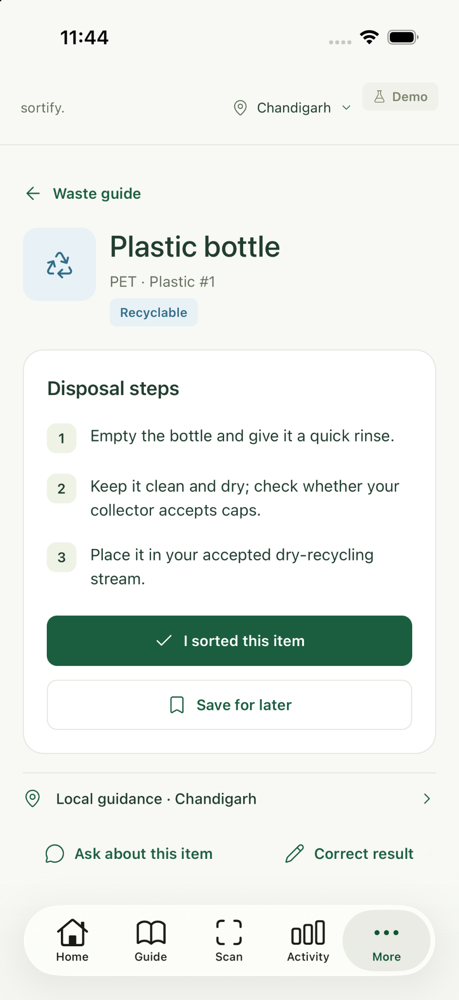 11:44
sortify.
Chandigarh
Demo
Waste guide
Plastic bottle
PET · Plastic #1
Recyclable
Disposal steps
1
Empty the bottle and give it a quick rinse.
2
Keep it clean and dry; check whether your
collector accepts caps.
3
Place it in your accepted dry-recycling
stream.
I sorted this item
Save for later
Local guidance · Chandigarh
Ask about this item
Correct result
Home
Guide
Scan
Activity
More